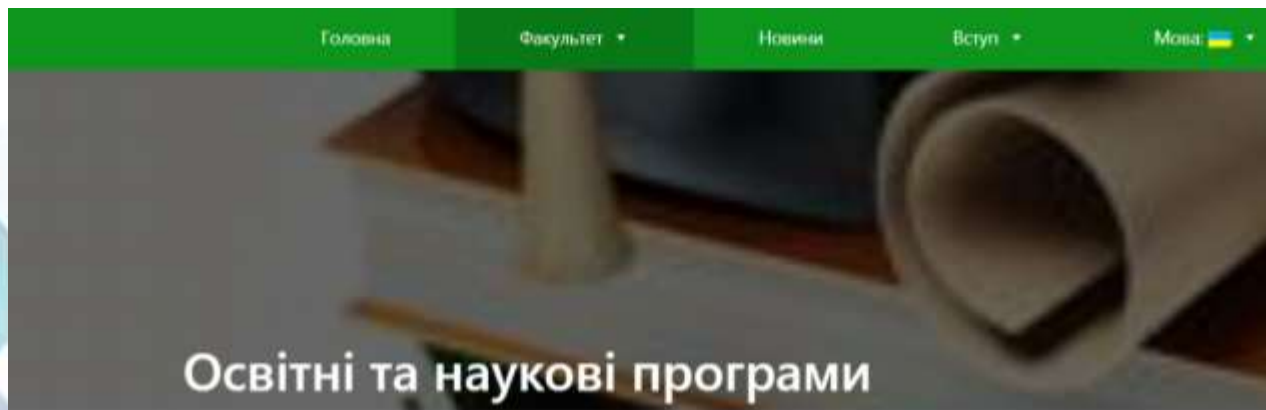 Головна Факультет Новини Вступ Мова:
Освітні та наукові програми